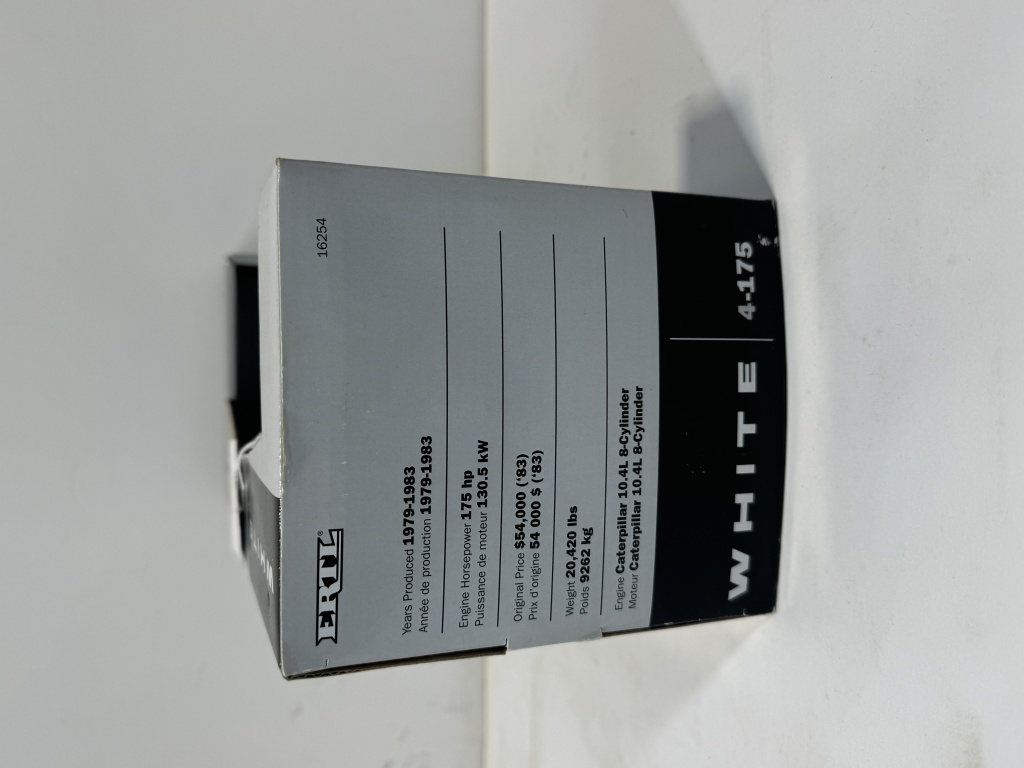 ERTL®
16254
Years Produced 1979-1983
Année de production 1979-1983
Engine Horsepower 175 hp
Puissance de moteur 130.5 kW
Original Price $54,000 ('83)
Prix d'origine 54 000 $ ('83)
Weight 20,420 lbs
Poids 9262 kg
Engine Caterpillar 10.4L 8-Cylinder
Moteur Caterpillar 10.4L 8-Cylinder
WHITE 4-175